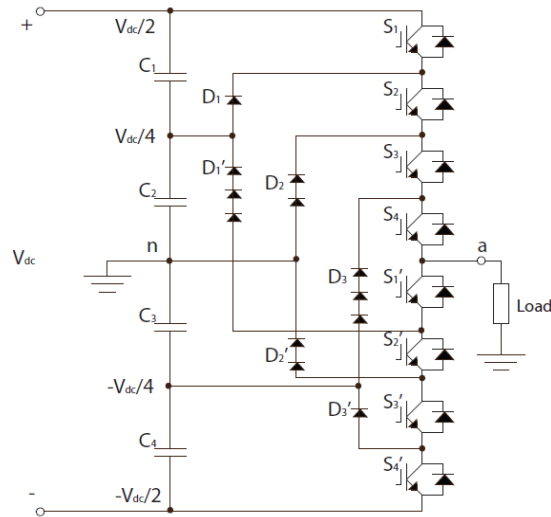 +
Vdc/2
S1
C1
S2
D1
Vdc/4
D1'
D2
S3
C2
S4
Vdc
n
a
D3
S1'
Load
C3
D2'
S2'
-Vdc/4
D3'
S3'
C4
S4'
-
-Vdc/2